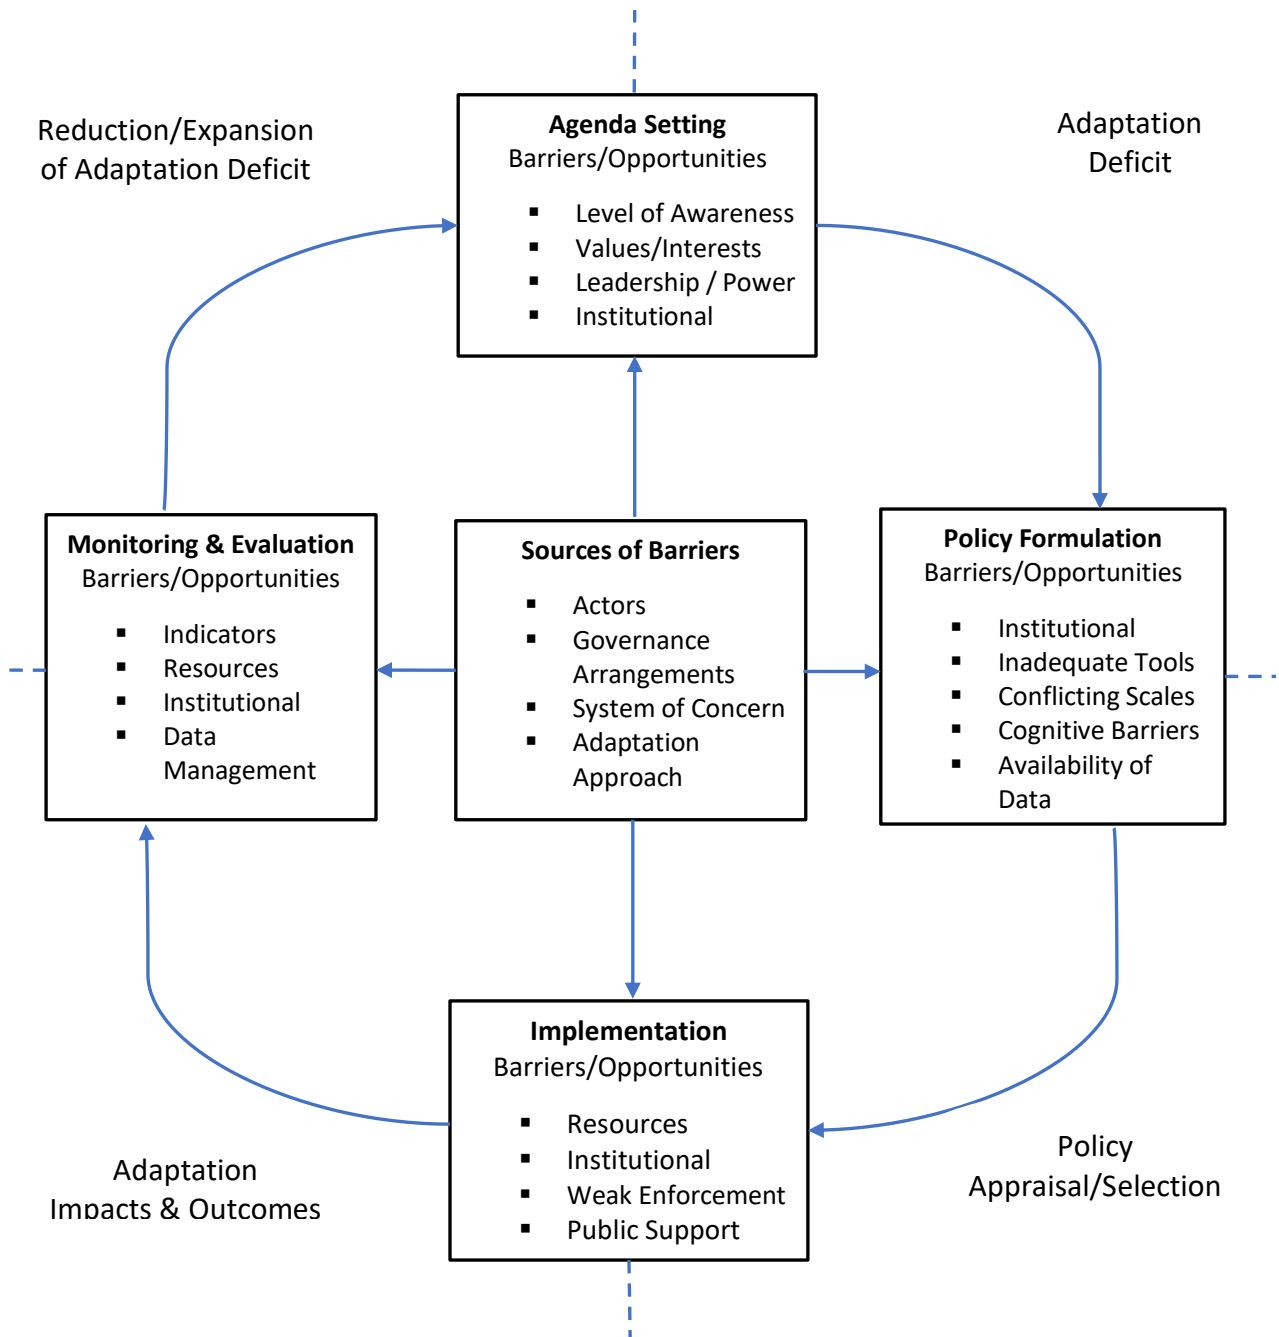 Agenda Setting
Barriers/Opportunities
▪ Level of Awareness
▪ Values/Interests
▪ Leadership / Power
▪ Institutional
Reduction/Expansion
of Adaptation Deficit
Adaptation
Deficit
Monitoring & Evaluation
Barriers/Opportunities
▪ Indicators
▪ Resources
▪ Institutional
▪ Data
Management
Sources of Barriers
▪ Actors
▪ Governance
Arrangements
▪ System of Concern
▪ Adaptation
Approach
Policy Formulation
Barriers/Opportunities
▪ Institutional
▪ Inadequate Tools
▪ Conflicting Scales
▪ Cognitive Barriers
▪ Availability of
Data
Implementation
Barriers/Opportunities
▪ Resources
▪ Institutional
▪ Weak Enforcement
▪ Public Support
Adaptation
Impacts & Outcomes
Policy
Appraisal/Selection